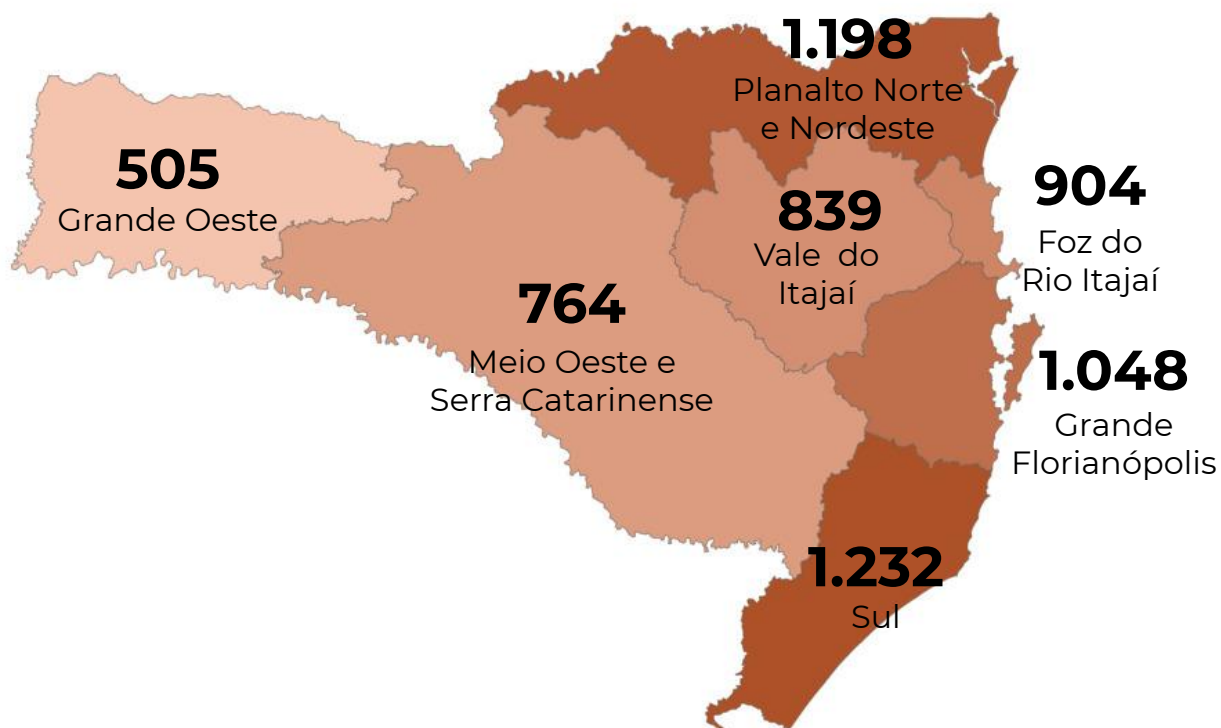 1.198
Planalto Norte
e Nordeste
505
Grande Oeste
904
Foz do
Rio Itajaí
839
Vale do
Itajaí
764
Meio Oeste e
Serra Catarinense
1.048
Grande
Florianópolis
1.232
Sul